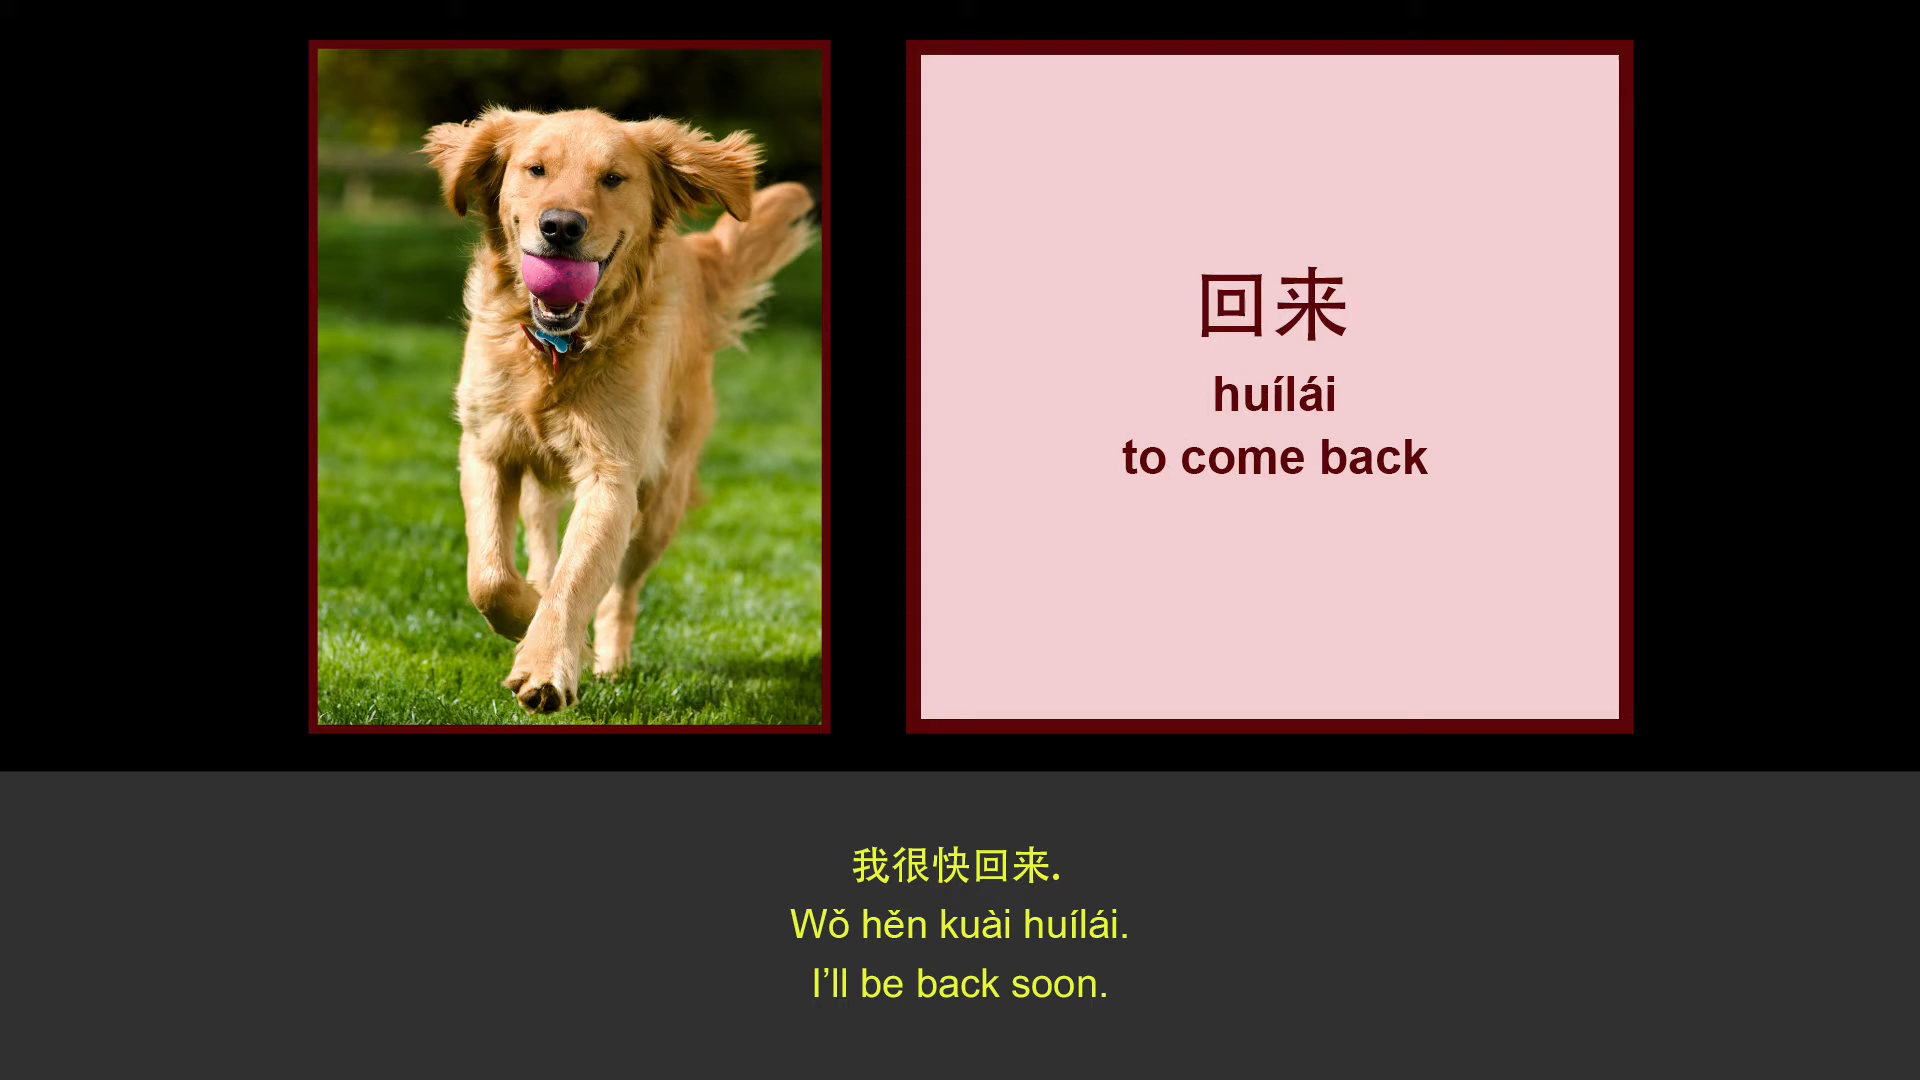 回来
huílái
to come back
我很快回来.
Wǒ hěn kuài huílái.
I’ll be back soon.